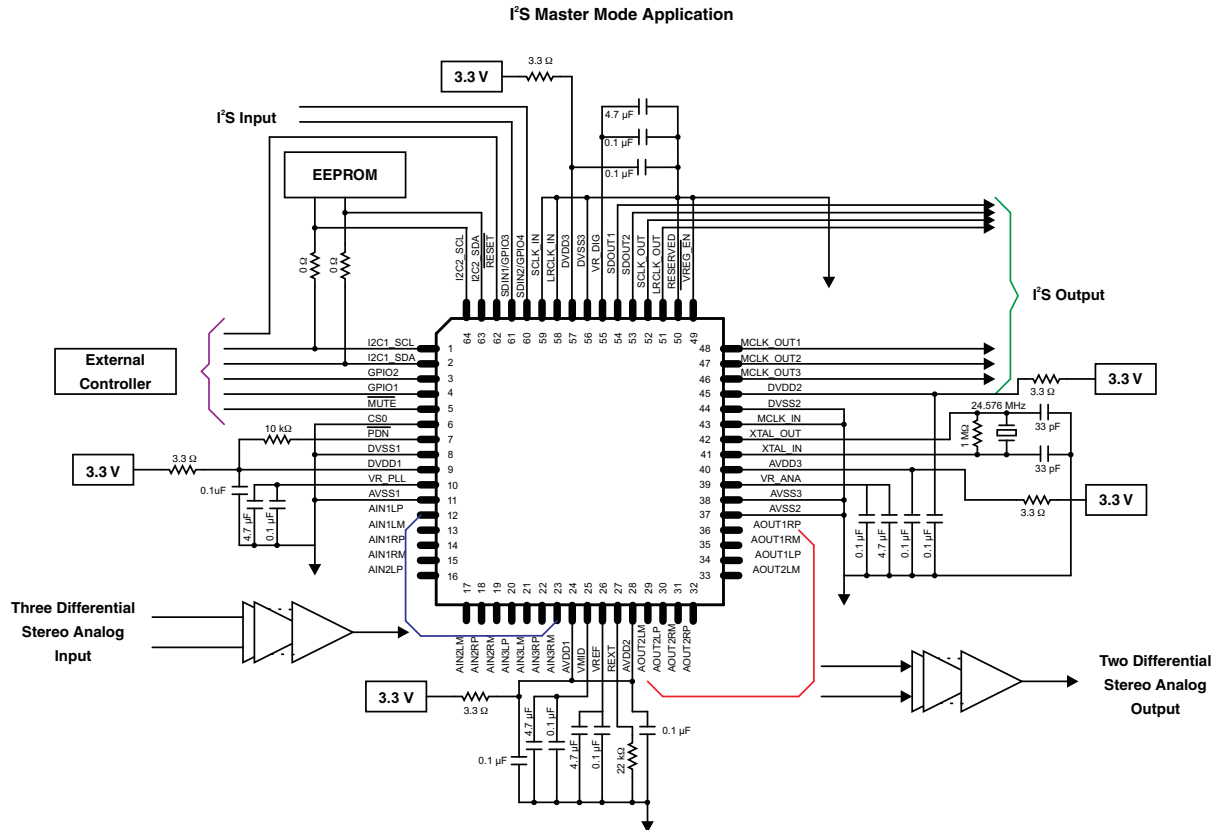 I²S Master Mode Application
3.3 Ω
3.3 V
4.7 µF
0.1 µF
0.1 µF
I²S Input
EEPROM
0 Ω
0 Ω
I2C2_SCL
I2C2_SDA
RESET
SDIN1/GPIO3
SDIN2/GPIO4
SCLK_IN
LRCLK_IN
DVDD3
DVSS3
VR_DIG
SDOUT1
SDOUT2
SCLK_OUT
LRCLK_OUT
RESERVED
VREG_EN
64
63
62
61
60
59
58
57
56
55
54
53
52
51
50
49
I²S Output
External
Controller
I2C1_SCL
I2C1_SDA
GPIO2
GPIO1
MUTE
CS0
PDN
DVSS1
DVDD1
VR_PLL
AVSS1
AIN1LP
AIN1LM
AIN1RP
AIN1RM
AIN2LP
1
2
3
4
5
6
7
8
9
10
11
12
13
14
15
16
10 kΩ
3.3 V
3.3 Ω
0.1uF
4.7 µF
0.1 µF
48
47
46
45
44
43
42
41
40
39
38
37
36
35
34
33
MCLK_OUT1
MCLK_OUT2
MCLK_OUT3
DVDD2
DVSS2
MCLK_IN
XTAL_OUT
XTAL_IN
AVDD3
VR_ANA
AVSS3
AVSS2
AOUT1RP
AOUT1RM
AOUT1LP
AOUT2LM
3.3 Ω
3.3 V
24.576 MHz
1 MΩ
33 pF
33 pF
3.3 Ω
3.3 V
0.1 µF
4.7 µF
0.1 µF
0.1 µF
17
18
19
20
21
22
23
24
25
26
27
28
29
30
31
32
AIN2LM
AIN2RP
AIN2RM
AIN3LP
AIN3LM
AIN3RP
AIN3RM
AVDD1
VMID
VREF
REXT
AVDD2
AOUT2LM
AOUT2LP
AOUT2RM
AOUT2RP
Three Differential
Stereo Analog
Input
3.3 V
3.3 Ω
0.1 µF
4.7 µF
0.1 µF
4.7 µF
0.1 µF
22 kΩ
0.1 µF
Two Differential
Stereo Analog
Output